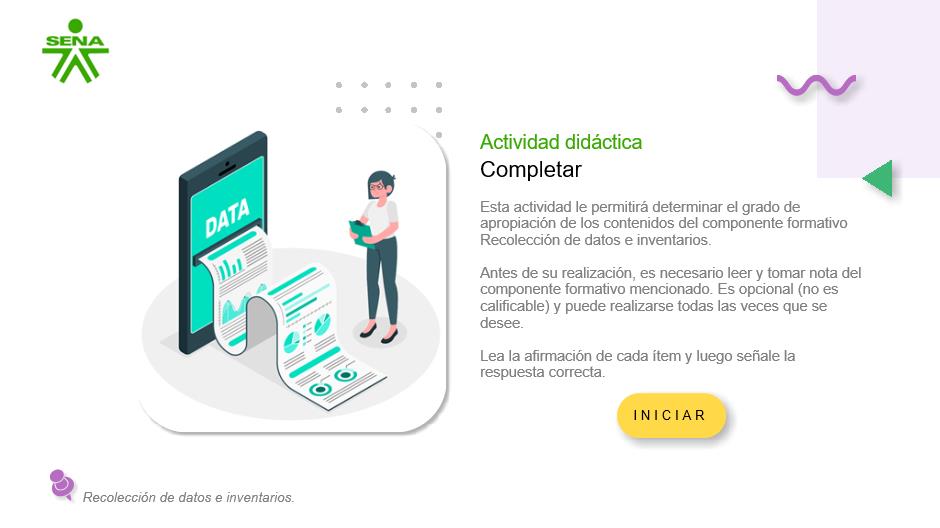 SENA
DATA
Actividad didáctica
Completar
Esta actividad le permitirá determinar el grado de
apropiación de los contenidos del componente formativo
Recolección de datos e inventarios.
Antes de su realización, es necesario leer y tomar nota del
componente formativo mencionado. Es opcional (no es
calificable) y puede realizarse todas las veces que se
desee.
Lea la afirmación de cada ítem y luego señale la
respuesta correcta.
INICIAR
Recolección de datos e inventarios.